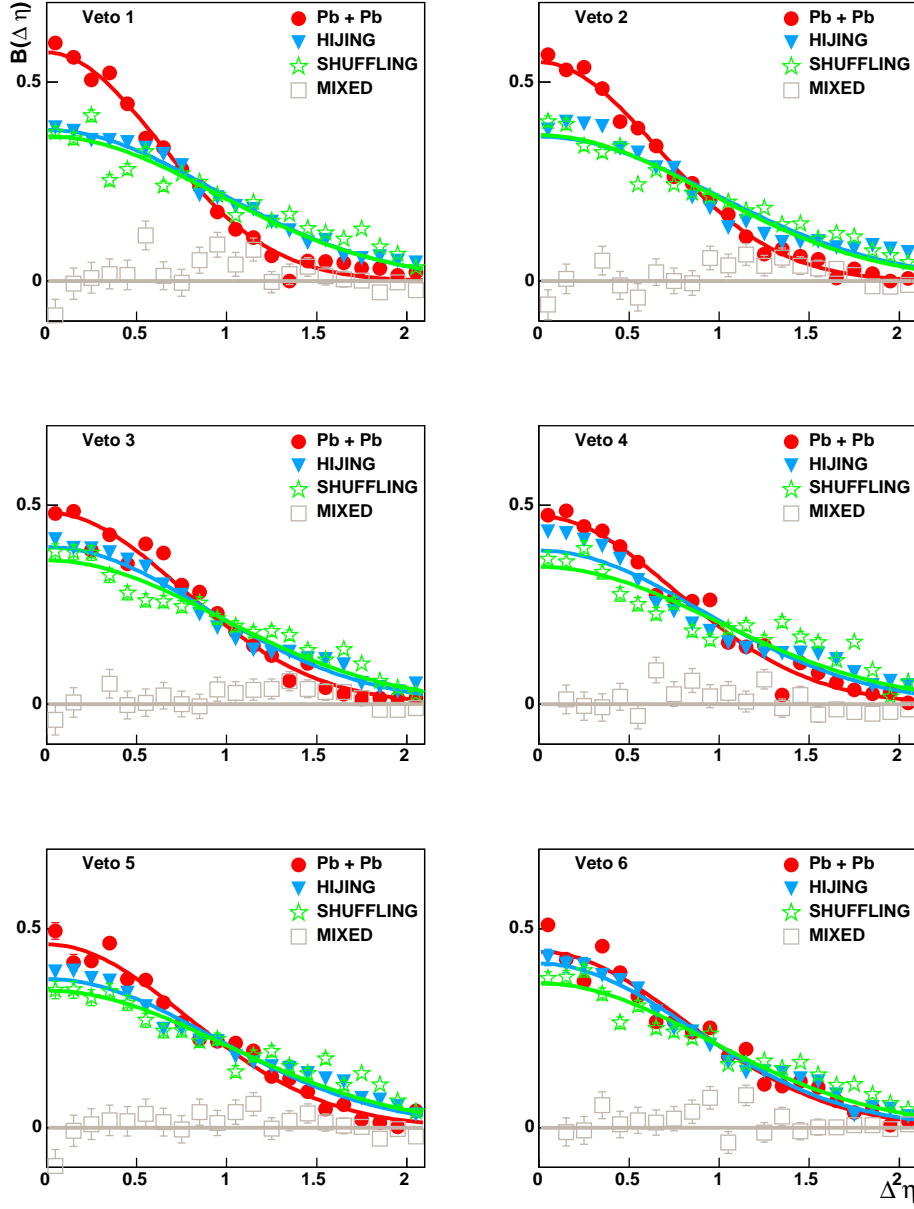 B(Δ η)
Veto 1
Pb + Pb
HIJING
SHUFFLING
MIXED
0.5
0
0 0.5 1 1.5 2
Veto 2
Pb + Pb
HIJING
SHUFFLING
MIXED
0.5
0
0 0.5 1 1.5 2
Veto 3
Pb + Pb
HIJING
SHUFFLING
MIXED
0.5
0
0 0.5 1 1.5 2
Veto 4
Pb + Pb
HIJING
SHUFFLING
MIXED
0.5
0
0 0.5 1 1.5 2
Veto 5
Pb + Pb
HIJING
SHUFFLING
MIXED
0.5
0
0 0.5 1 1.5 2
Veto 6
Pb + Pb
HIJING
SHUFFLING
MIXED
0.5
0
0 0.5 1 1.5 2
Δ η